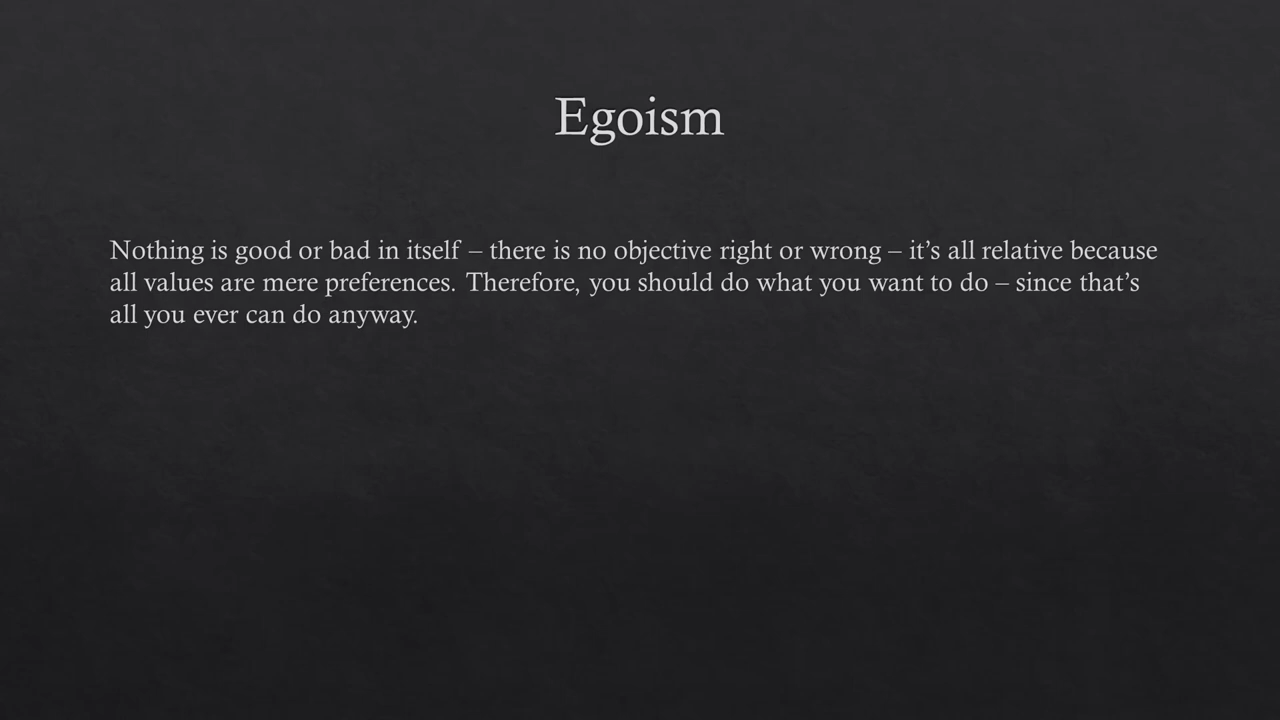 Egoism
Nothing is good or bad in itself – there is no objective right or wrong – it’s all relative because
all values are mere preferences. Therefore, you should do what you want to do – since that’s
all you ever can do anyway.